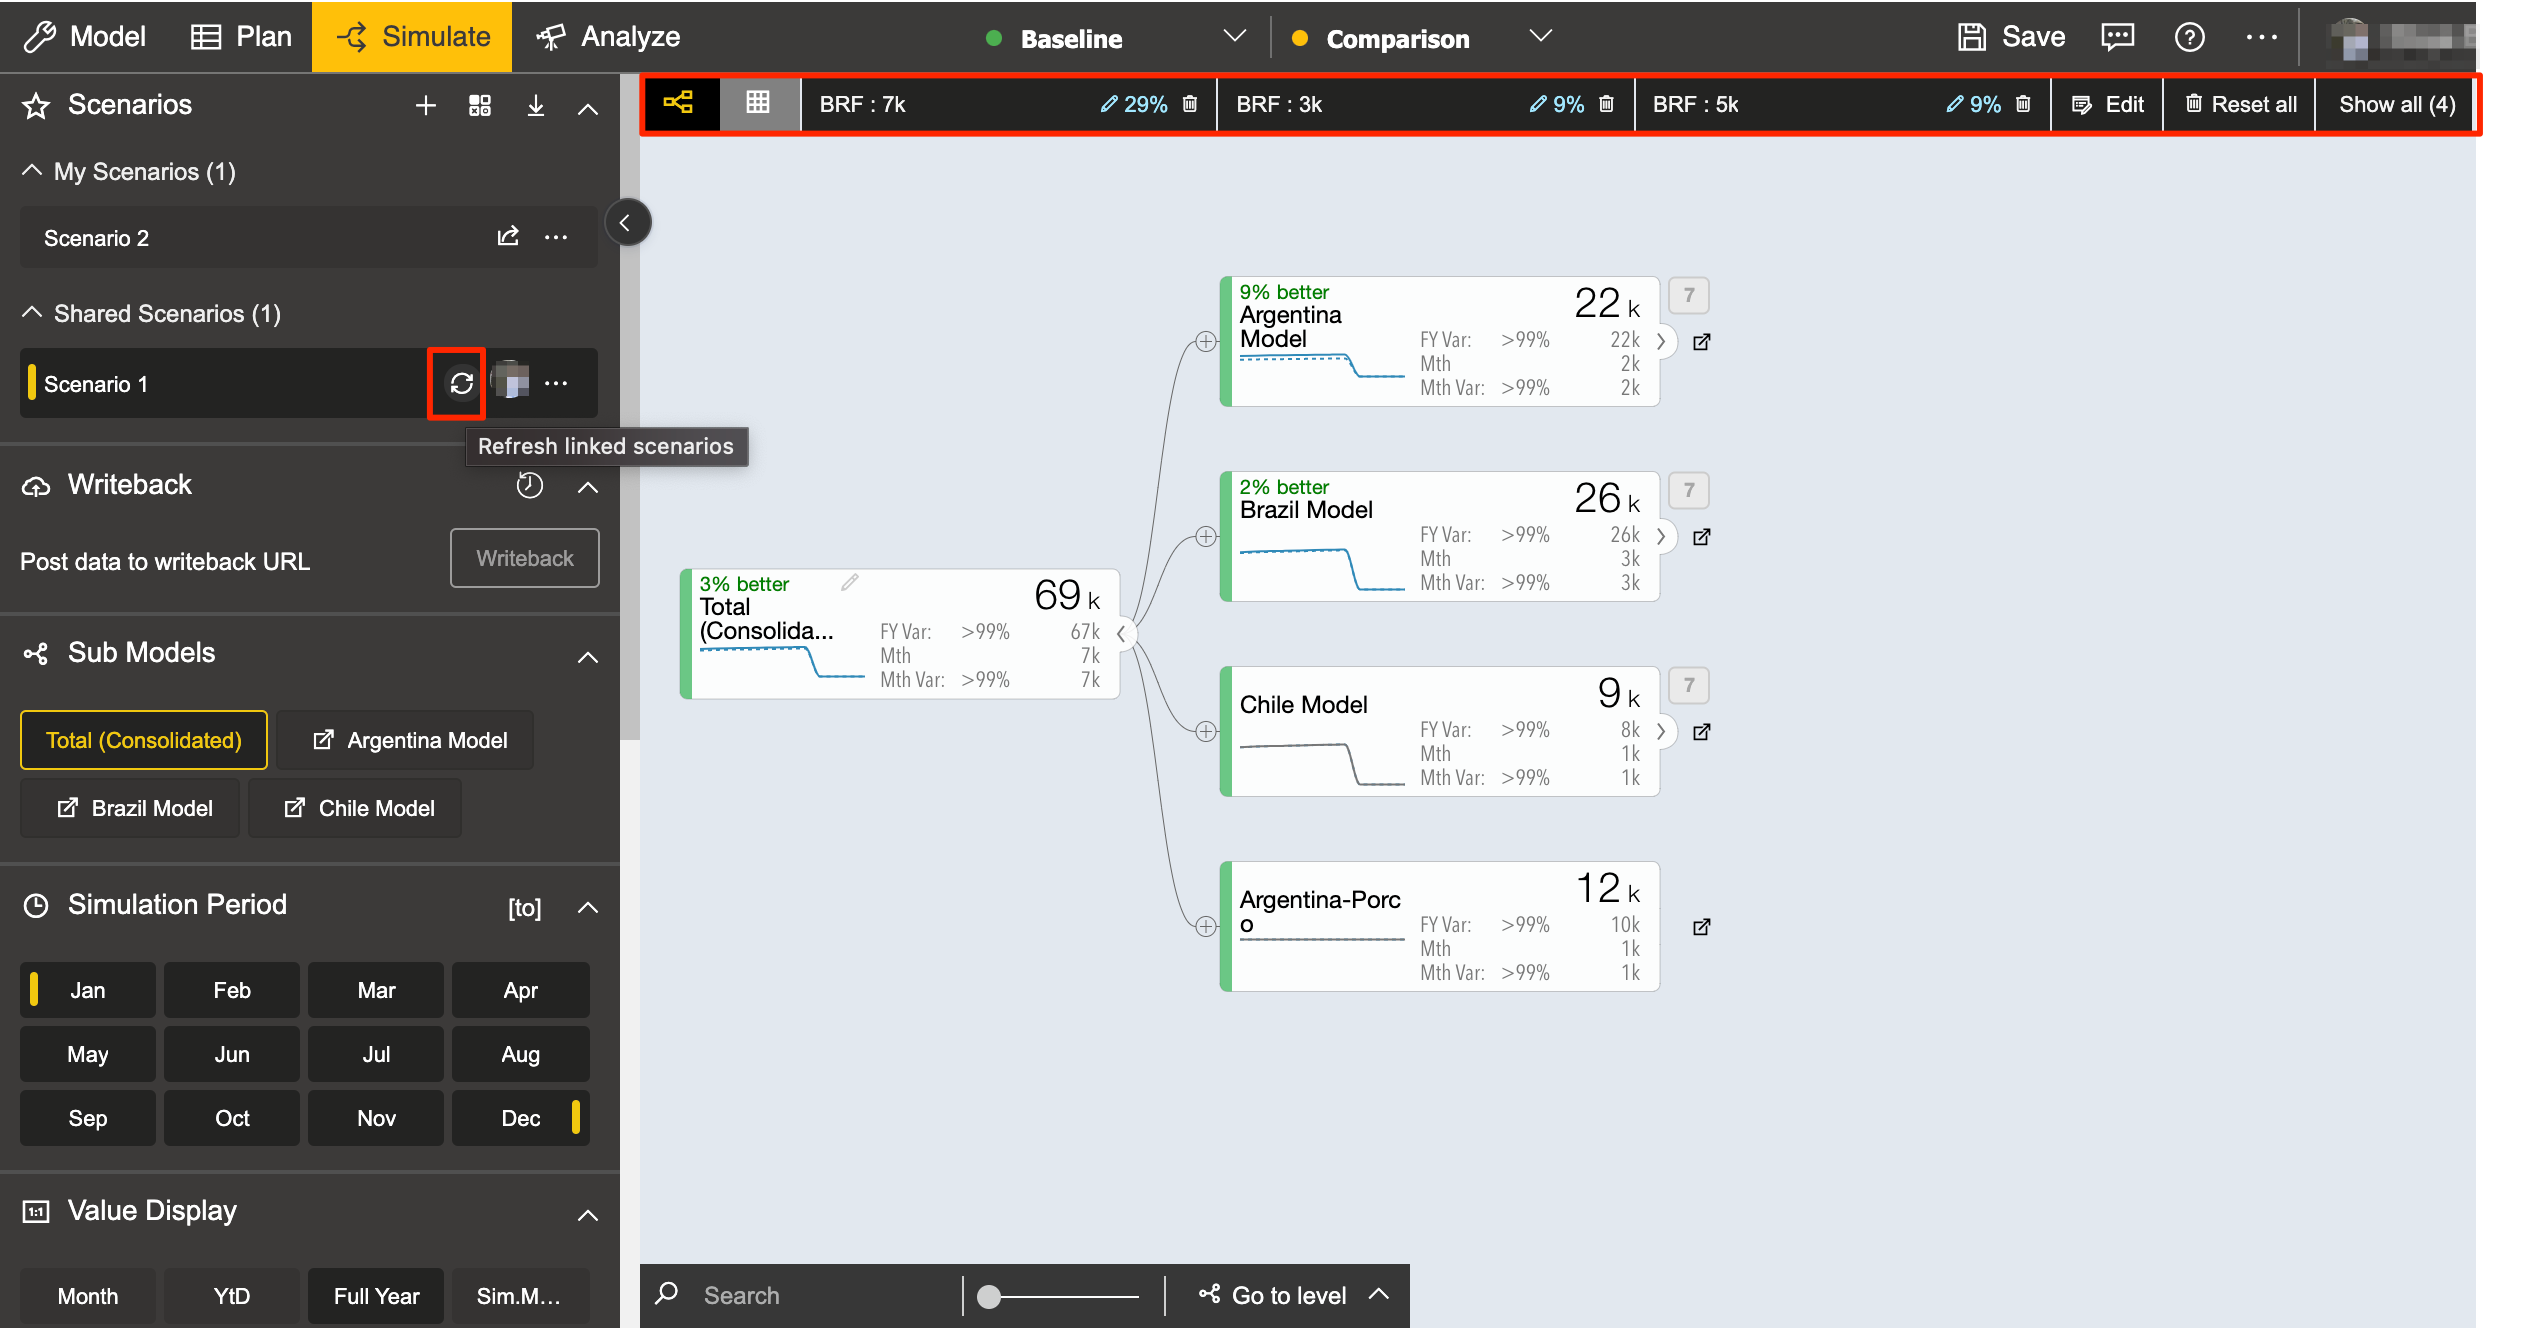 Model Plan Simulate Analyze Baseline Comparison Save
Scenarios
BRF : 7k 29% BRF : 3k 9% BRF : 5k 9% Edit Reset all Show all (4)
My Scenarios (1)
Scenario 2
Shared Scenarios (1)
Scenario 1
Refresh linked scenarios
Writeback
Post data to writeback URL Writeback
Sub Models
Total (Consolidated) Argentina Model
Brazil Model Chile Model
Simulation Period [to]
Jan Feb Mar Apr
May Jun Jul Aug
Sep Oct Nov Dec
1:1 Value Display
Month YtD Full Year Sim.M...
3% better
Total
(Consolida...
69 k
FY Var: >99% 67k
Mth 7k
Mth Var: >99% 7k
9% better
Argentina
Model
22 k
7
FY Var: >99% 22k
Mth 2k
Mth Var: >99% 2k
2% better
Brazil Model
26 k
7
FY Var: >99% 26k
Mth 3k
Mth Var: >99% 3k
Chile Model
9 k
7
FY Var: >99% 8k
Mth 1k
Mth Var: >99% 1k
Argentina-Porc
o
12 k
FY Var: >99% 10k
Mth 1k
Mth Var: >99% 1k
Search Go to level